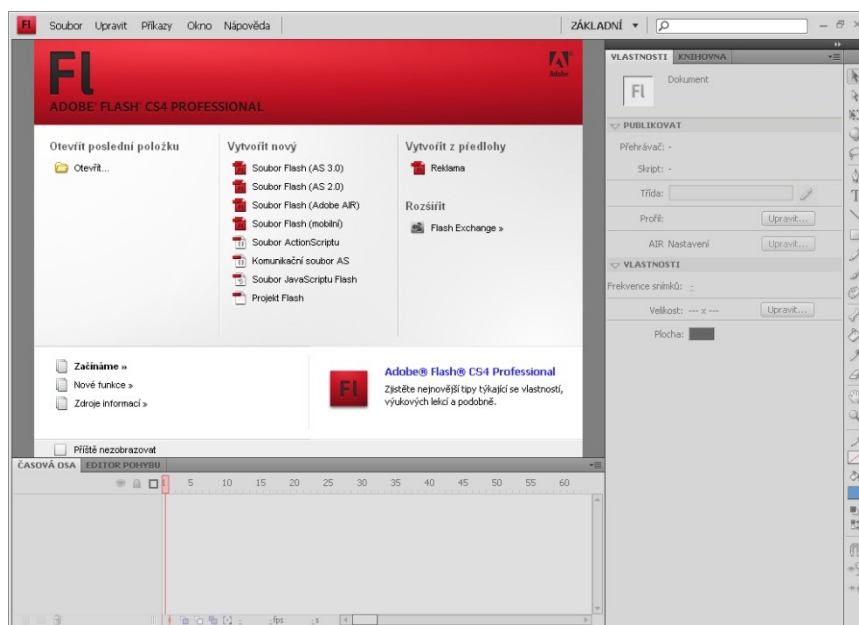 Fl Soubor Upravit Příkazy Okno Nápověda ZÁKLADNÍ
VLASTNOSTI KNIHOVNA
Fl
Adobe
ADOBE® FLASH® CS4 PROFESSIONAL
Fl Dokument
PUBLIKOVAT
Přehrávač: -
Skript: -
Třída:
Profil: Upravit...
AIR Nastavení Upravit...
VLASTNOSTI
Frekvence snímků: -
Velikost: --- x --- Upravit...
Plocha:
Otevřít poslední položku
Otevřít...
Vytvořit nový
Soubor Flash (AS 3.0)
Soubor Flash (AS 2.0)
Soubor Flash (Adobe AIR)
Soubor Flash (mobilní)
Soubor ActionScriptu
Komunikační soubor AS
Soubor JavaScriptu Flash
Projekt Flash
Vytvořit z předlohy
Reklama
Rozšířit
Flash Exchange »
Začínáme »
Nové funkce »
Zdroje informací »
Fl
Adobe® Flash® CS4 Professional
Zjistěte nejnovější tipy týkající se vlastností,
výukových lekcí a podobně.
Příště nezobrazovat
ČASOVÁ OSA EDITOR POHYBU
1 5 10 15 20 25 30 35 40 45 50 55 60
-fps -s